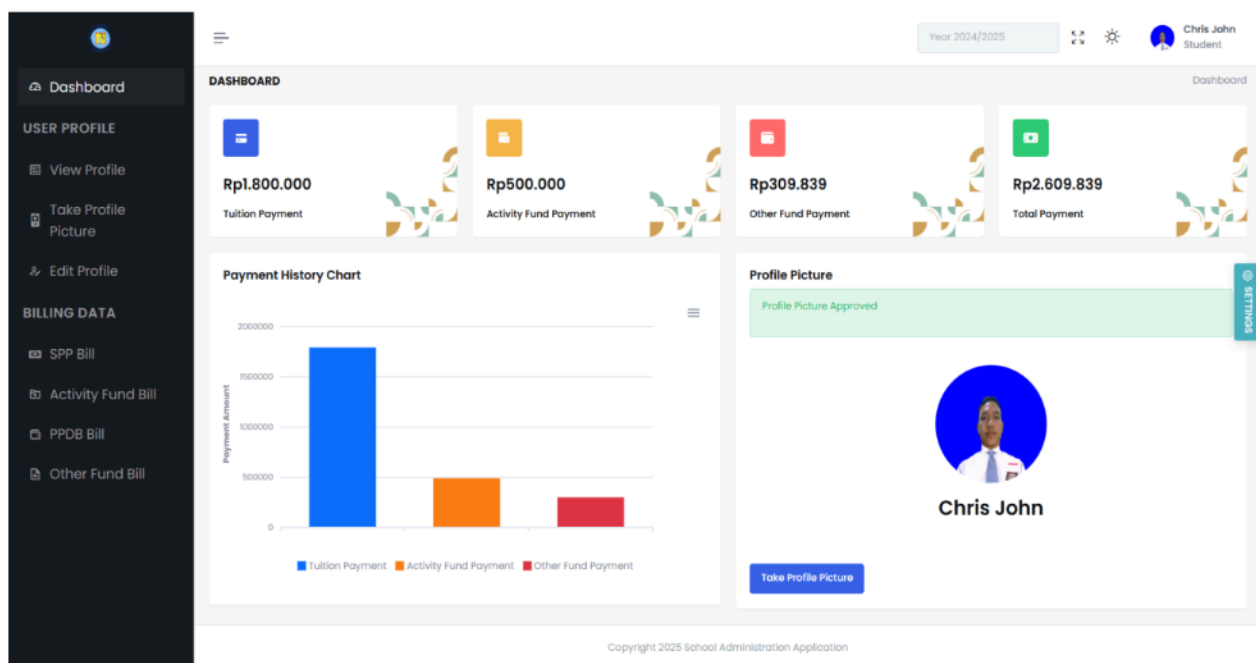 Year 2024/2025
Chris John
Student
Dashboard
USER PROFILE
View Profile
Take Profile
Picture
Edit Profile
BILLING DATA
SPP Bill
Activity Fund Bill
PPDB Bill
Other Fund Bill
DASHBOARD
Dashboard
Rp1.800.000
Tuition Payment
Rp500.000
Activity Fund Payment
Rp309.839
Other Fund Payment
Rp2.609.839
Total Payment
Payment History Chart
2000000
1500000
1000000
500000
0
Payment Amount
Tuition Payment
Activity Fund Payment
Other Fund Payment
Profile Picture
Profile Picture Approved
Chris John
Take Profile Picture
SETTINGS
Copyright 2025 School Administration Application